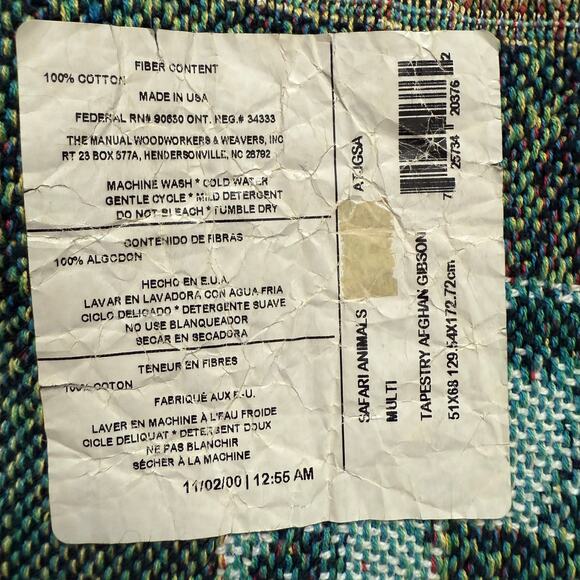 FIBER CONTENT
100% COTTON
MADE IN USA
FEDERAL RN# 90630 ONT. REG.# 34333
THE MANUAL WOODWORKERS & WEAVERS, INC
RT 23 BOX 577A, HENDERSONVILLE, NC 28792
MACHINE WASH * COLD WATER
GENTLE CYCLE * MILD DETERGENT
DO NOT BLEACH * TUMBLE DRY
CONTENIDO DE FIBRAS
100% ALGODON
HECHO EN E.U.A.
LAVAR EN LAVADORA CON AGUA FRIA
CICLO DELICADO * DETERGENTE SUAVE
NO USE BLANQUEADOR
SECAR EN SECADORA
TENEUR EN FIBRES
100% COTON
FABRIQUÉ AUX E.-U.
LAVER EN MACHINE À L'EAU FROIDE
CICLE DELIQUAT * DETERGENT DOUX
NE PAS BLANCHIR
SÉCHER À LA MACHINE
11/02/00 | 12:55 AM
SAFARI ANIMALS
MULTI
TAPESTRY AFGHAN GIBSON
51X68 129.54X172.72cm
7 25734 20376 2